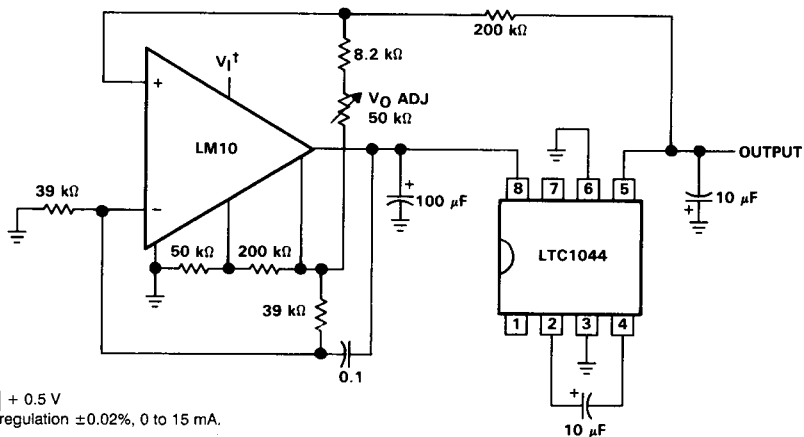 200 kΩ
8.2 kΩ
VI†
+
VO ADJ
50 kΩ
LM10
OUTPUT
+
39 kΩ
−
100 μF
8 7 6 5
10 μF
+
50 kΩ
200 kΩ
LTC1044
39 kΩ
1 2 3 4
0.1
+ 0.5 V
+
regulation ±0.02%, 0 to 15 mA.
10 μF